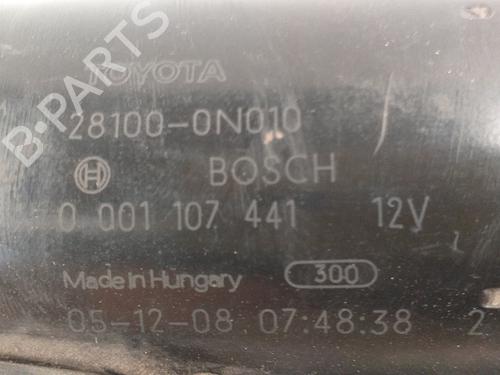 B-PARTS
TOYOTA
28100-0N010
BOSCH
0 001 107 441 12V
Made in Hungary 300
05-12-08 07:48:38 2